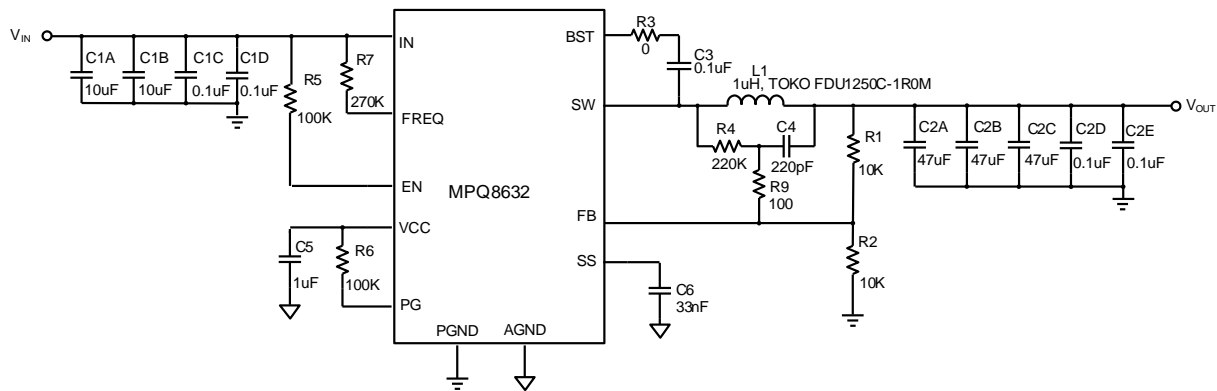 VIN
C1A
10uF
C1B
10uF
C1C
0.1uF
C1D
0.1uF
R5
100K
R7
270K
IN
FREQ
EN
VCC
PG
C5
1uF
R6
100K
MPQ8632
PGND
AGND
BST
SW
FB
SS
R3
0
C3
0.1uF
L1
1uH, TOKO FDU1250C-1R0M
R4
220K
C4
220pF
R9
100
R1
10K
R2
10K
C6
33nF
C2A
47uF
C2B
47uF
C2C
47uF
C2D
0.1uF
C2E
0.1uF
VOUT